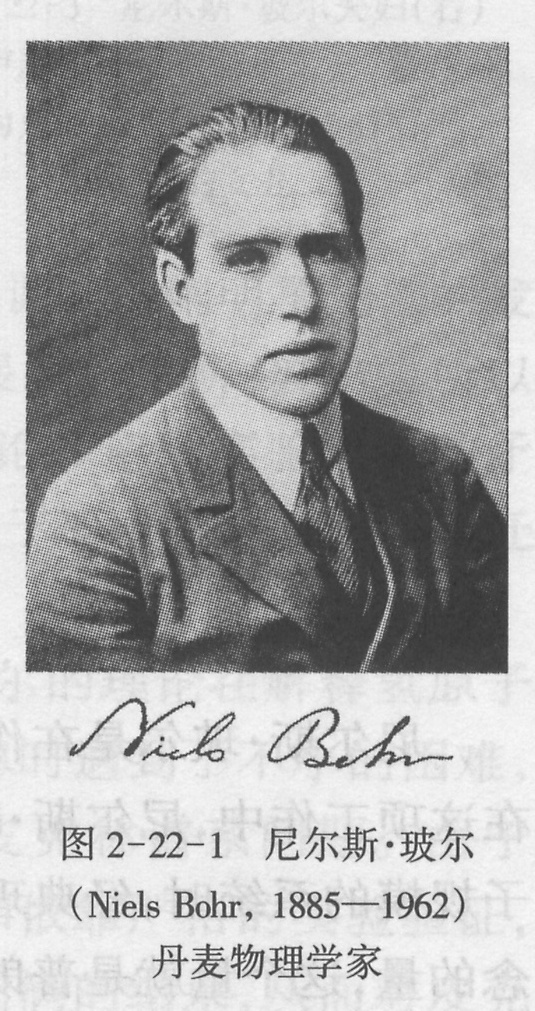 Niels Bohr
图2-22-1 尼尔斯·玻尔
(Niels Bohr, 1885—1962)
丹麦物理学家